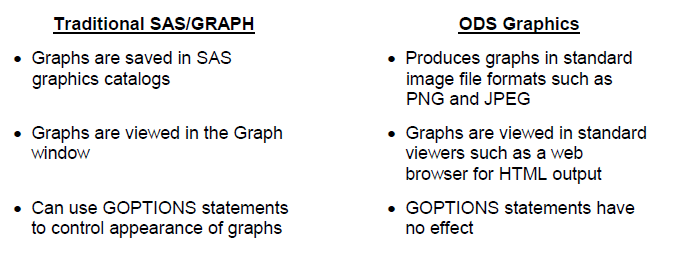 Traditional SAS/GRAPH
• Graphs are saved in SAS
graphics catalogs
• Graphs are viewed in the Graph
window
• Can use GOPTIONS statements
to control appearance of graphs
ODS Graphics
• Produces graphs in standard
image file formats such as
PNG and JPEG
• Graphs are viewed in standard
viewers such as a web
browser for HTML output
• GOPTIONS statements have
no effect